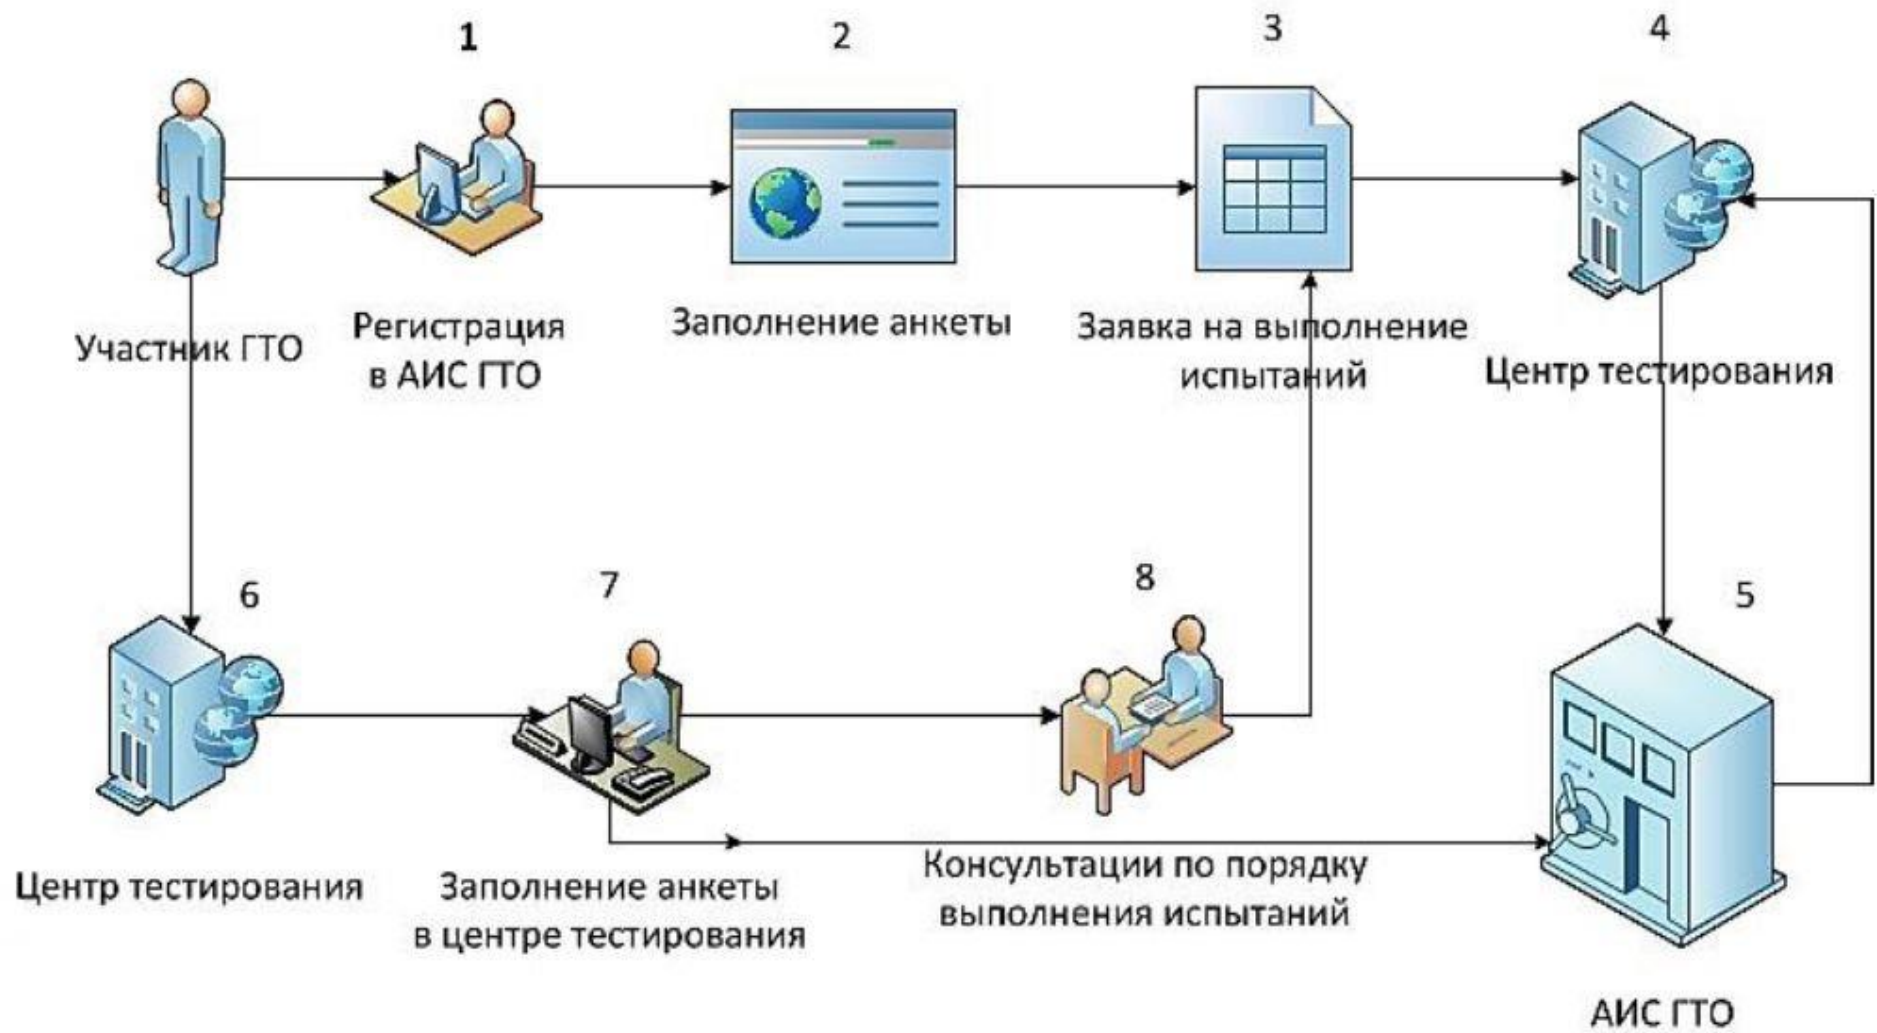 1
2
3
4
Участник ГТО
Регистрация
в АИС ГТО
Заполнение анкеты
Заявка на выполнение
испытаний
Центр тестирования
6
7
8
5
Центр тестирования
Заполнение анкеты
в центре тестирования
Консультации по порядку
выполнения испытаний
АИС ГТО